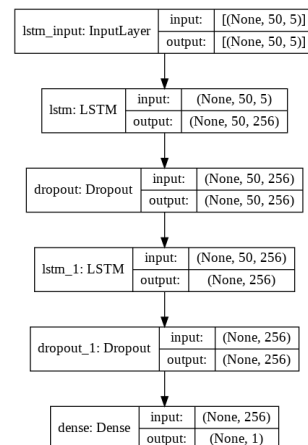 lstm_input: InputLayer
input: [(None, 50, 5)]
output: [(None, 50, 5)]
lstm: LSTM
input: (None, 50, 5)
output: (None, 50, 256)
dropout: Dropout
input: (None, 50, 256)
output: (None, 50, 256)
lstm_1: LSTM
input: (None, 50, 256)
output: (None, 256)
dropout_1: Dropout
input: (None, 256)
output: (None, 256)
dense: Dense
input: (None, 256)
output: (None, 1)